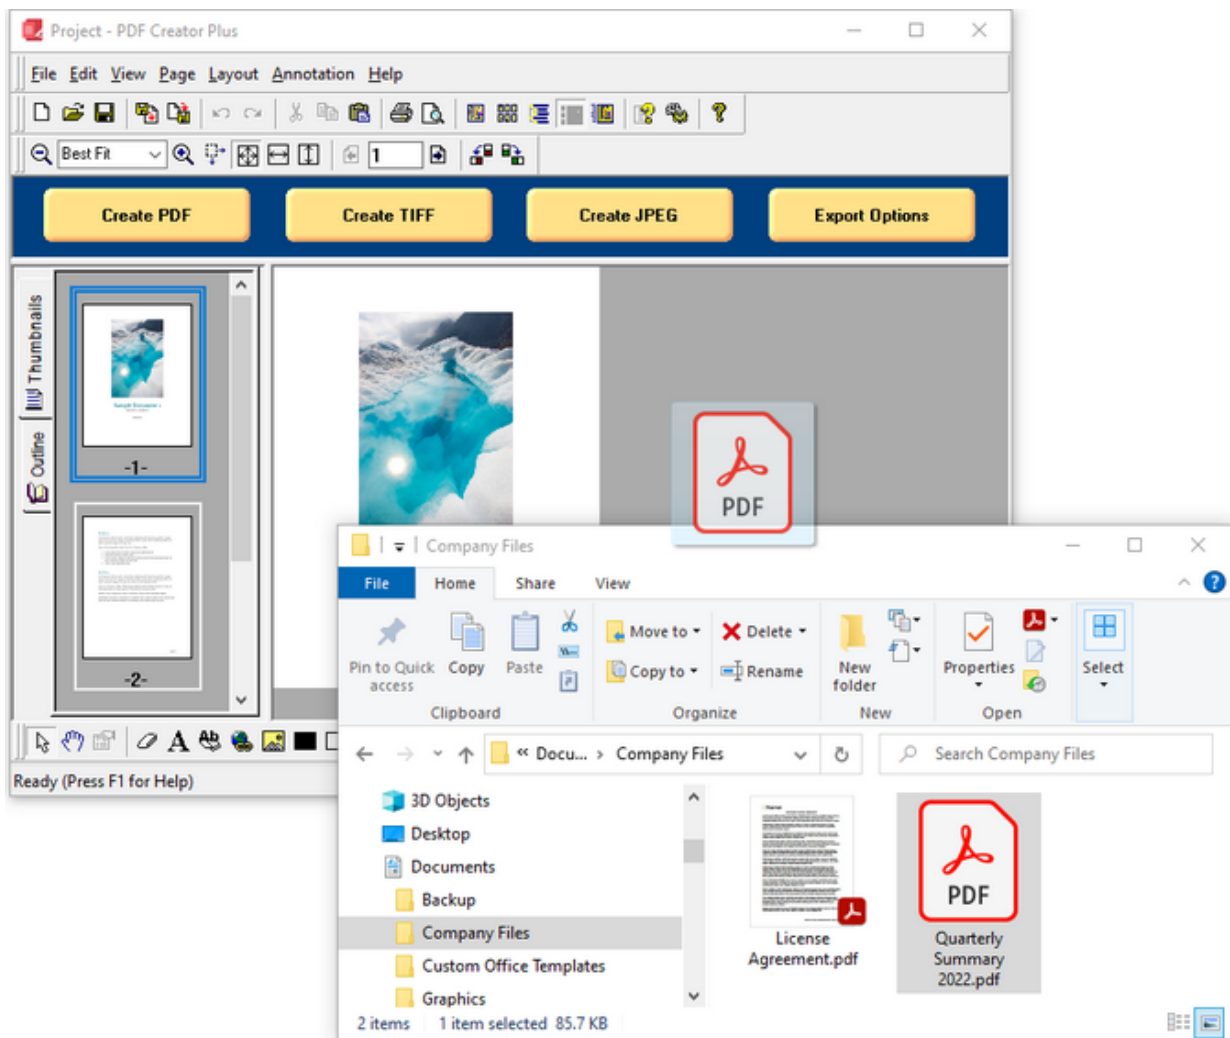 Project - PDF Creator Plus
File Edit View Page Layout Annotation Help
Best Fit
1
Create PDF
Create TIFF
Create JPEG
Export Options
Thumbnails
Outline
-1-
-2-
PDF
Ready (Press F1 for Help)
Company Files
File
Home
Share
View
Pin to Quick
access
Copy
Paste
Clipboard
Move to
Copy to
Delete
Rename
Organize
New
folder
New
Properties
Open
Select
« Docu... > Company Files
Search Company Files
3D Objects
Desktop
Documents
Backup
Company Files
Custom Office Templates
Graphics
License
Agreement.pdf
PDF
Quarterly
Summary
2022.pdf
2 items
1 item selected 85.7 KB